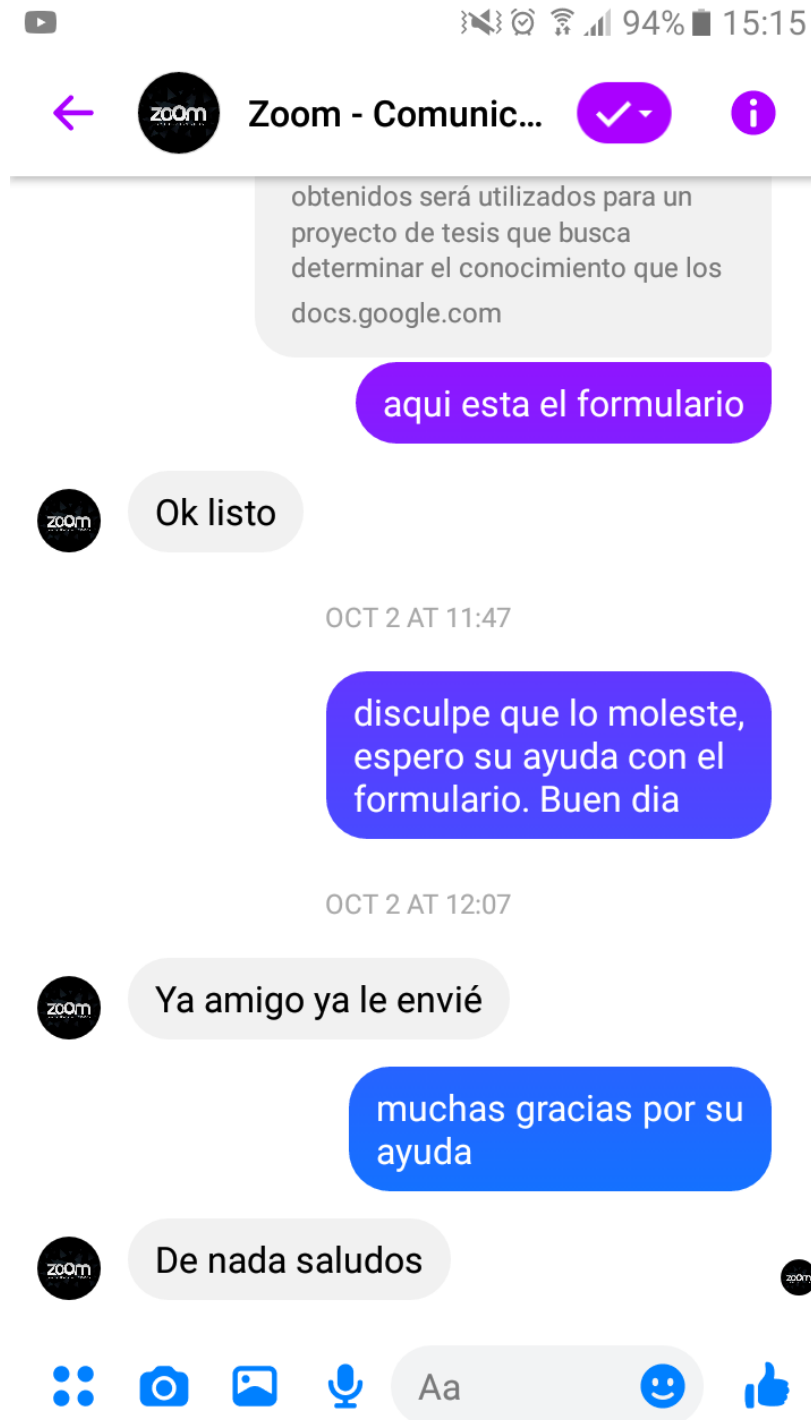 94% 15:15
zoom Zoom - Comunic...
obtenidos será utilizados para un
proyecto de tesis que busca
determinar el conocimiento que los
docs.google.com
aqui esta el formulario
zoom Ok listo
OCT 2 AT 11:47
disculpe que lo moleste,
espero su ayuda con el
formulario. Buen dia
OCT 2 AT 12:07
zoom Ya amigo ya le envié
muchas gracias por su
ayuda
zoom De nada saludos
zoom
Aa